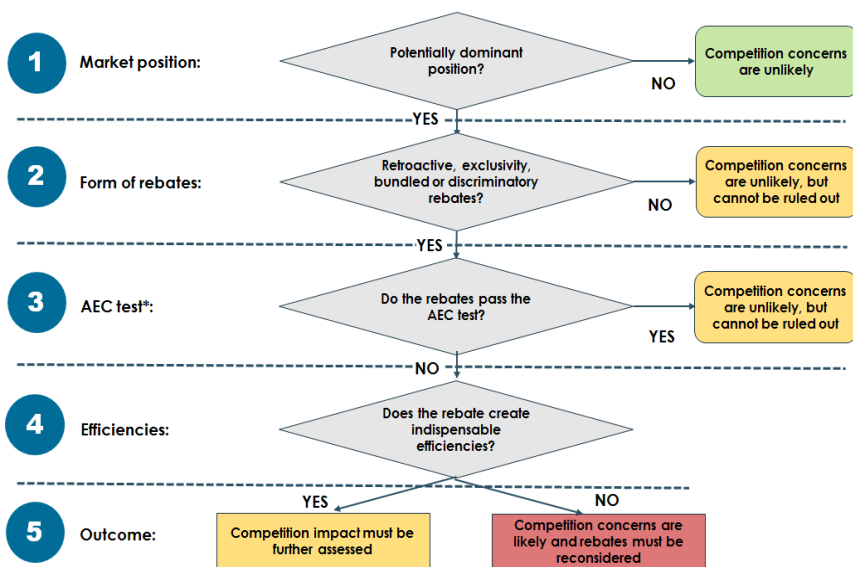 1
Market position:
Potentially dominant
position?
NO
Competition concerns
are unlikely
YES
2
Form of rebates:
Retroactive, exclusivity,
bundled or discriminatory
rebates?
NO
Competition concerns
are unlikely, but
cannot be ruled out
YES
3
AEC test*:
Do the rebates pass the
AEC test?
YES
Competition concerns
are unlikely, but
cannot be ruled out
NO
4
Efficiencies:
Does the rebate create
indispensable
efficiencies?
YES
NO
5
Outcome:
Competition impact must be
further assessed
Competition concerns are
likely and rebates must be
reconsidered